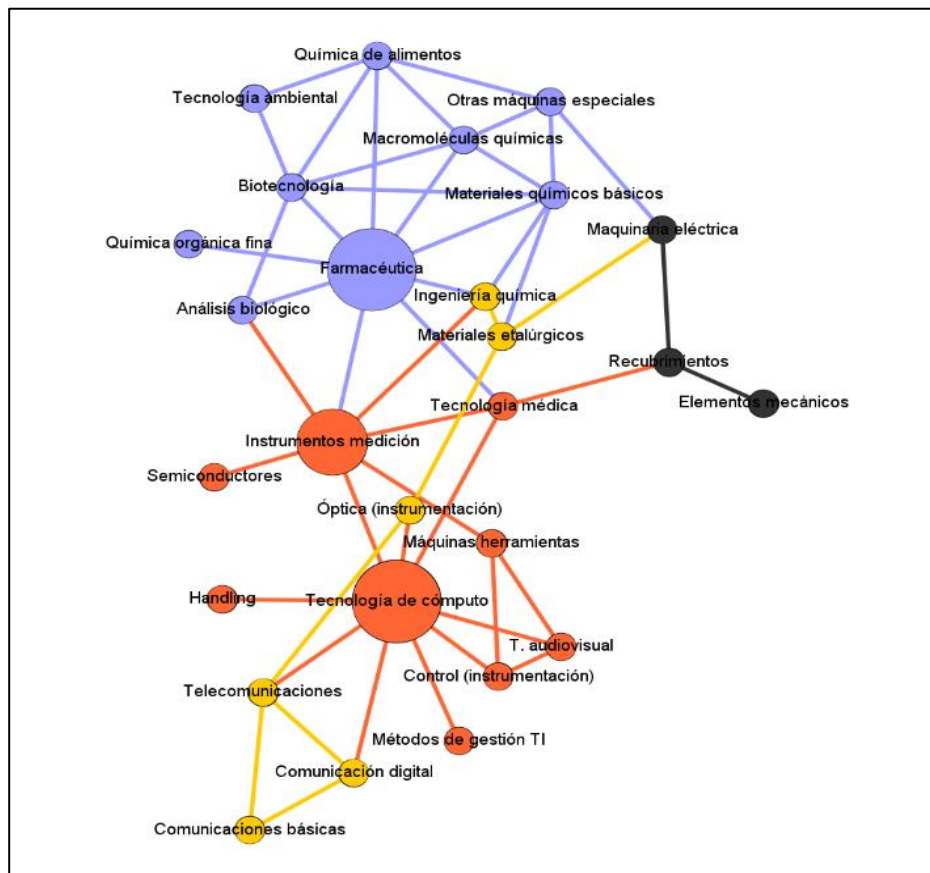 Química de alimentos
Tecnología ambiental
Otras máquinas especiales
Macromoléculas químicas
Biotecnología
Materiales químicos básicos
Maquinaria eléctrica
Química orgánica fina
Farmacéutica
Ingeniería química
Análisis biológico
Materiales etalúrgicos
Recubrimientos
Tecnología médica
Elementos mecánicos
Instrumentos medición
Semiconductores
Óptica (instrumentación)
Máquinas herramientas
Handling
Tecnología de cómputo
T. audiovisual
Control (instrumentación)
Telecomunicaciones
Métodos de gestión TI
Comunicación digital
Comunicaciones básicas